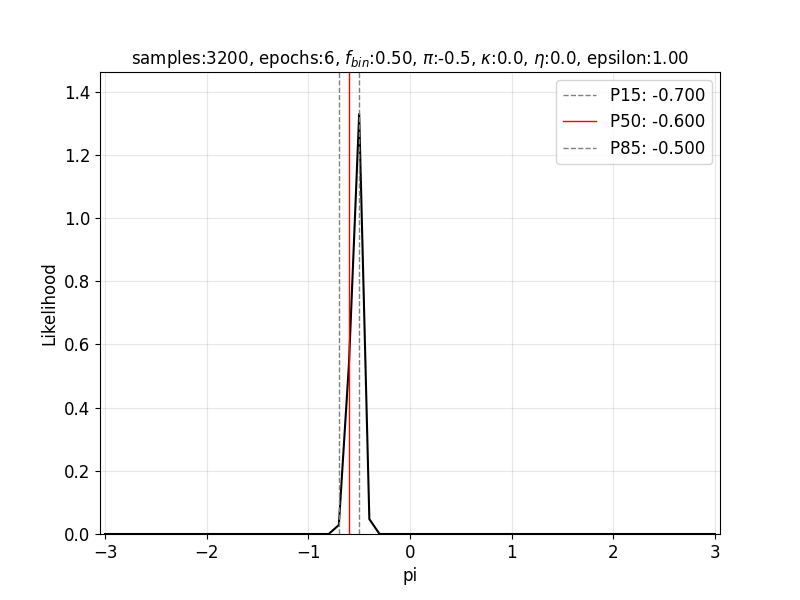 samples:3200, epochs:6, f_bin:0.50, π:-0.5, κ:0.0, η:0.0, epsilon:1.00
P15: -0.700
P50: -0.600
P85: -0.500
Likelihood
1.4
1.2
1.0
0.8
0.6
0.4
0.2
0.0
−3 −2 −1 0 1 2 3
pi